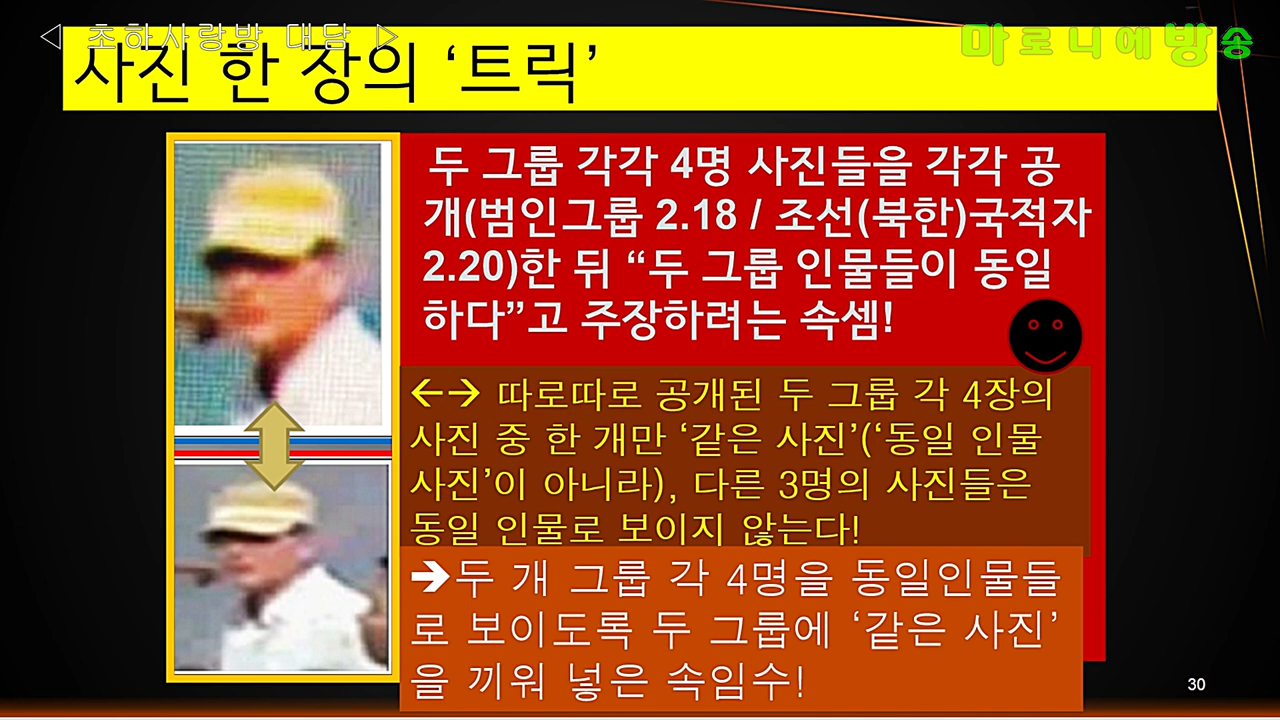 ◁ 초하사랑방 대담 ▷
마로니에방송
사진 한 장의 ‘트릭’
두 그룹 각각 4명 사진들을 각각 공
개(범인그룹 2.18 / 조선(북한)국적자
2.20)한 뒤 “두 그룹 인물들이 동일
하다”고 주장하려는 속셈!
←→ 따로따로 공개된 두 그룹 각 4장의
사진 중 한 개만 ‘같은 사진’(‘동일 인물
사진’이 아니라), 다른 3명의 사진들은
동일 인물로 보이지 않는다!
→두 개 그룹 각 4명을 동일인물들
로 보이도록 두 그룹에 ‘같은 사진’
을 끼워 넣은 속임수!
30